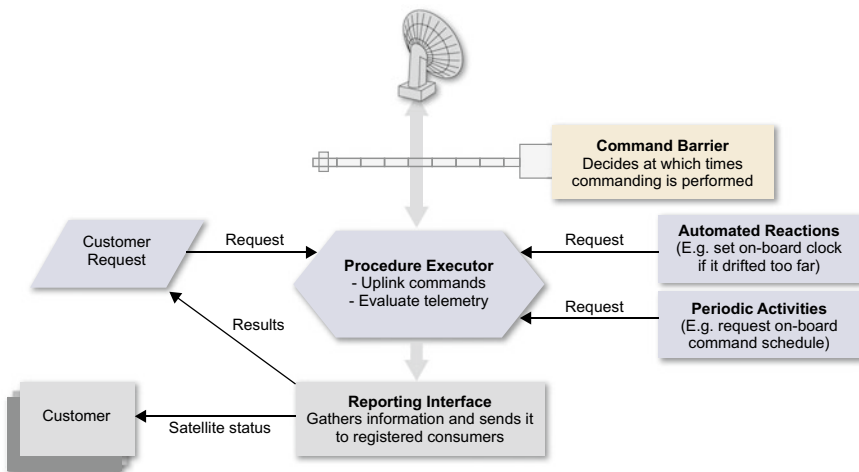 Command Barrier
Decides at which times
commanding is performed
Customer
Request
Request
Procedure Executor
- Uplink commands
- Evaluate telemetry
Request
Automated Reactions
(E.g. set on-board clock
if it drifted too far)
Request
Periodic Activities
(E.g. request on-board
command schedule)
Results
Customer
Satellite status
Reporting Interface
Gathers information and sends it
to registered consumers